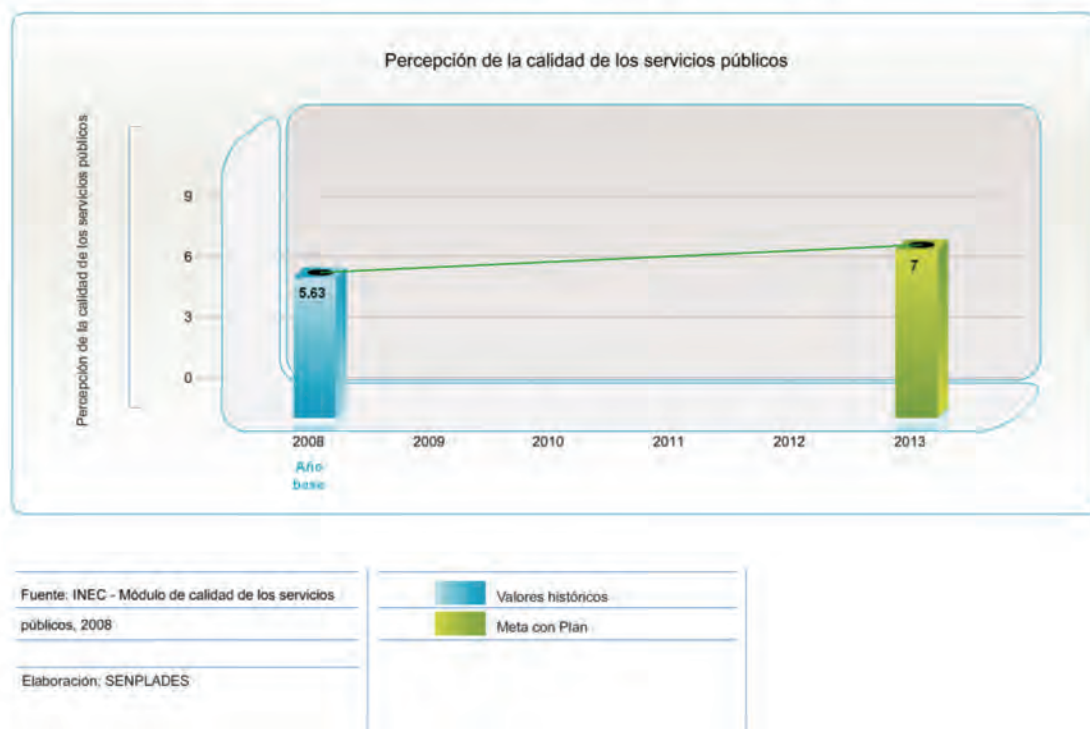 Percepción de la calidad de los servicios públicos
Percepción de la calidad de los servicios públicos
9
6
3
0
5.63
7
2008
2009
2010
2011
2012
2013
Año
base
Fuente: INEC - Módulo de calidad de los servicios
públicos, 2008
Elaboración: SENPLADES
Valores históricos
Meta con Plan